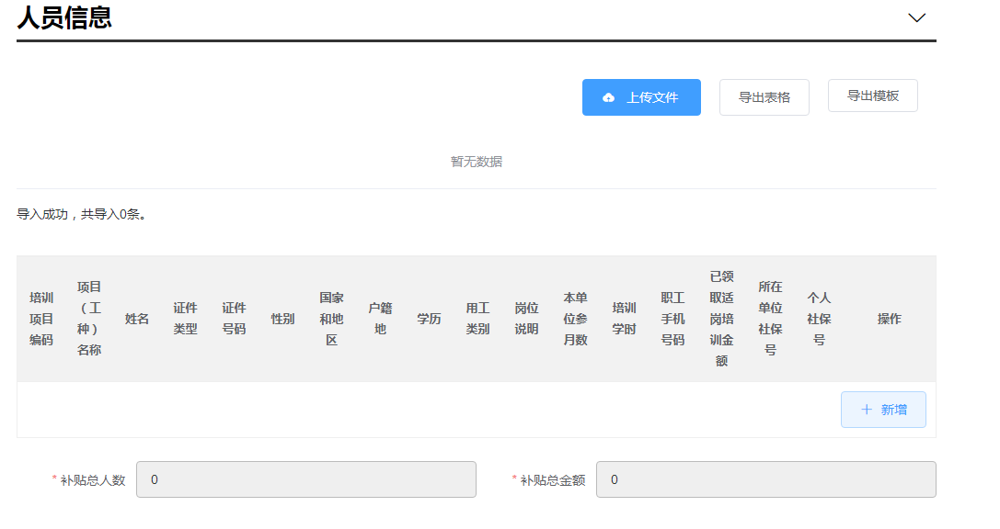 人员信息
上传文件 导出表格 导出模板
暂无数据
导入成功，共导入0条。
培训项目编码 项目（工种）名称 姓名 证件类型 证件号码 性别 国家和地区 户籍地 学历 用工类别 岗位说明 本单位参月数 培训学时 职工手机号码 已领取适岗培训金额 所在单位社保号 个人社保号 操作
新增
* 补贴总人数 0 * 补贴总金额 0